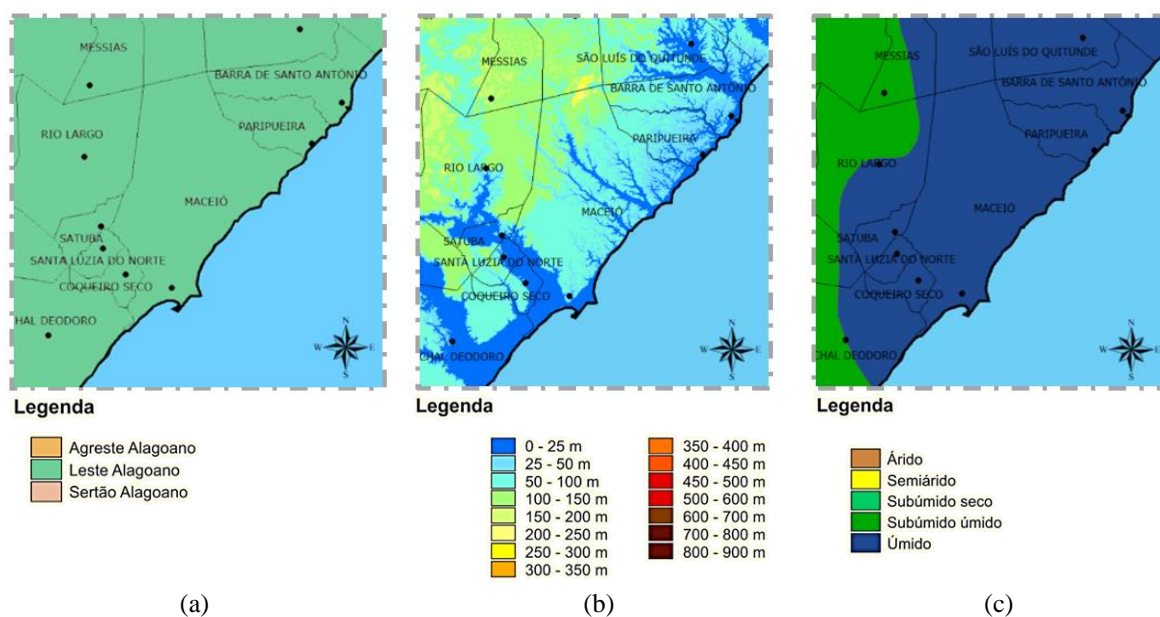 MESSIAS
BARRA DE SANTO ANTÔNIO
PARIPUEIRA
RIO LARGO
MACEIÓ
SATUBA
SANTA LUZIA DO NORTE
COQUEIRO SECO
CHAL DEODORO
N
W E
S
Legenda
Agreste Alagoano
Leste Alagoano
Sertão Alagoano
(a)
SÃO LUÍS DO QUITUNDE
MESSIAS
BARRA DE SANTO ANTÔNIO
PARIPUEIRA
RIO LARGO
MACEIÓ
SATUBA
SANTA LUZIA DO NORTE
COQUEIRO SECO
CHAL DEODORO
N
W E
S
Legenda
0 - 25 m
25 - 50 m
50 - 100 m
100 - 150 m
150 - 200 m
200 - 250 m
250 - 300 m
300 - 350 m
350 - 400 m
400 - 450 m
450 - 500 m
500 - 600 m
600 - 700 m
700 - 800 m
800 - 900 m
(b)
SÃO LUÍS DO QUITUNDE
MESSIAS
BARRA DE SANTO ANTÔNIO
PARIPUEIRA
RIO LARGO
MACEIÓ
SATUBA
SANTA LUZIA DO NORTE
COQUEIRO SECO
CHAL DEODORO
N
W E
S
Legenda
Árido
Semiárido
Subúmido seco
Subúmido úmido
Úmido
(c)